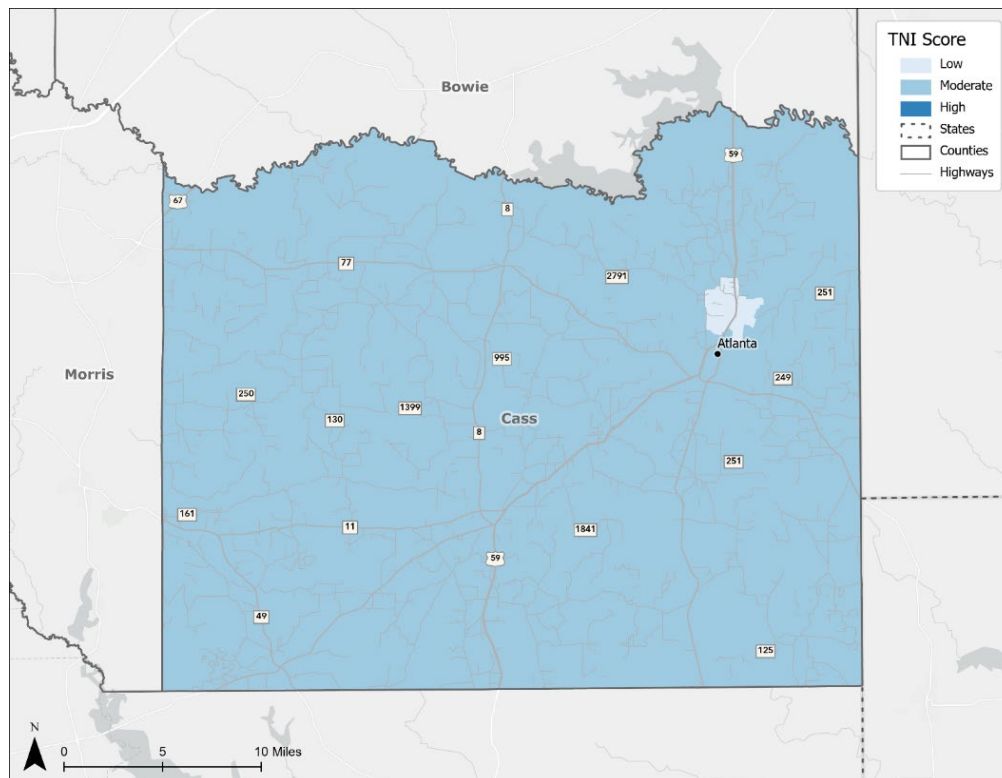 TNI Score
Low
Moderate
High
States
Counties
Highways
Bowie
59
67
8
77
2791
251
Atlanta
995
Morris
249
250
1399
130
Cass
8
251
161
11
1841
59
49
125
N
0 5 10 Miles